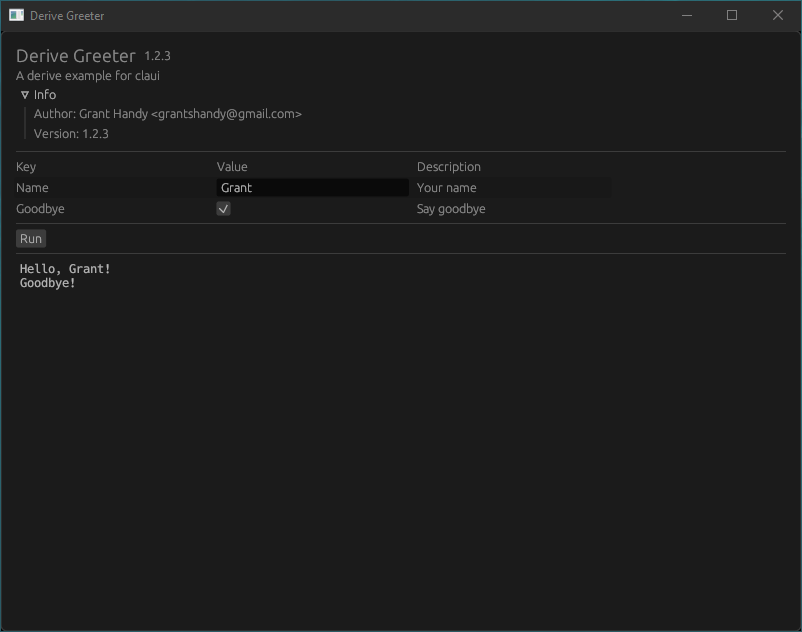 Derive Greeter
Derive Greeter 1.2.3
A derive example for claui
Info
Author: Grant Handy <grantshandy@gmail.com>
Version: 1.2.3
Key Value Description
Name Grant Your name
Goodbye Say goodbye
Run
Hello, Grant!
Goodbye!